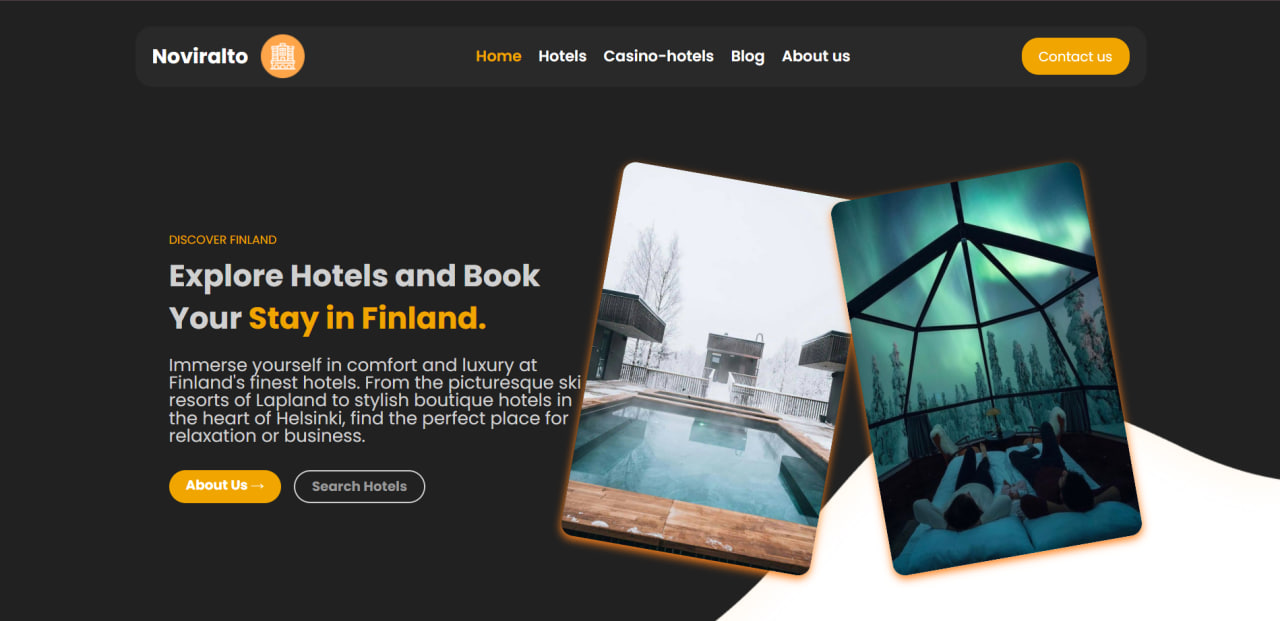 Noviralto
Home Hotels Casino-hotels Blog About us
Contact us
DISCOVER FINLAND
Explore Hotels and Book
Your Stay in Finland.
Immerse yourself in comfort and luxury at
Finland's finest hotels. From the picturesque ski
resorts of Lapland to stylish boutique hotels in
the heart of Helsinki, find the perfect place for
relaxation or business.
About Us →
Search Hotels